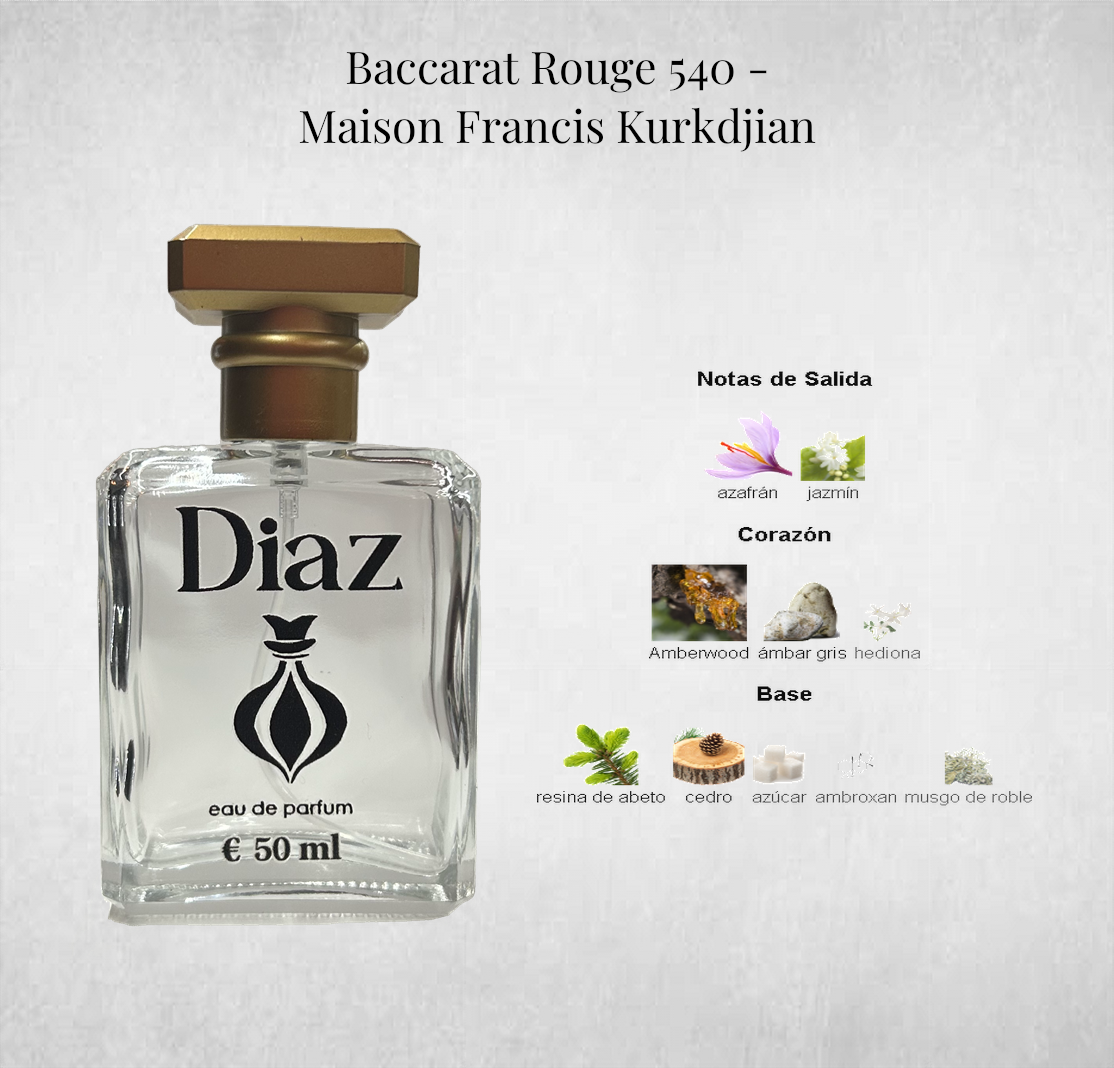 Baccarat Rouge 540 -
Maison Francis Kurkdjian
Diaz
eau de parfum
€ 50 ml
Notas de Salida
azafrán jazmín
Corazón
Amberwood ámbar gris hediona
Base
resina de abeto cedro azúcar ambroxan musgo de roble